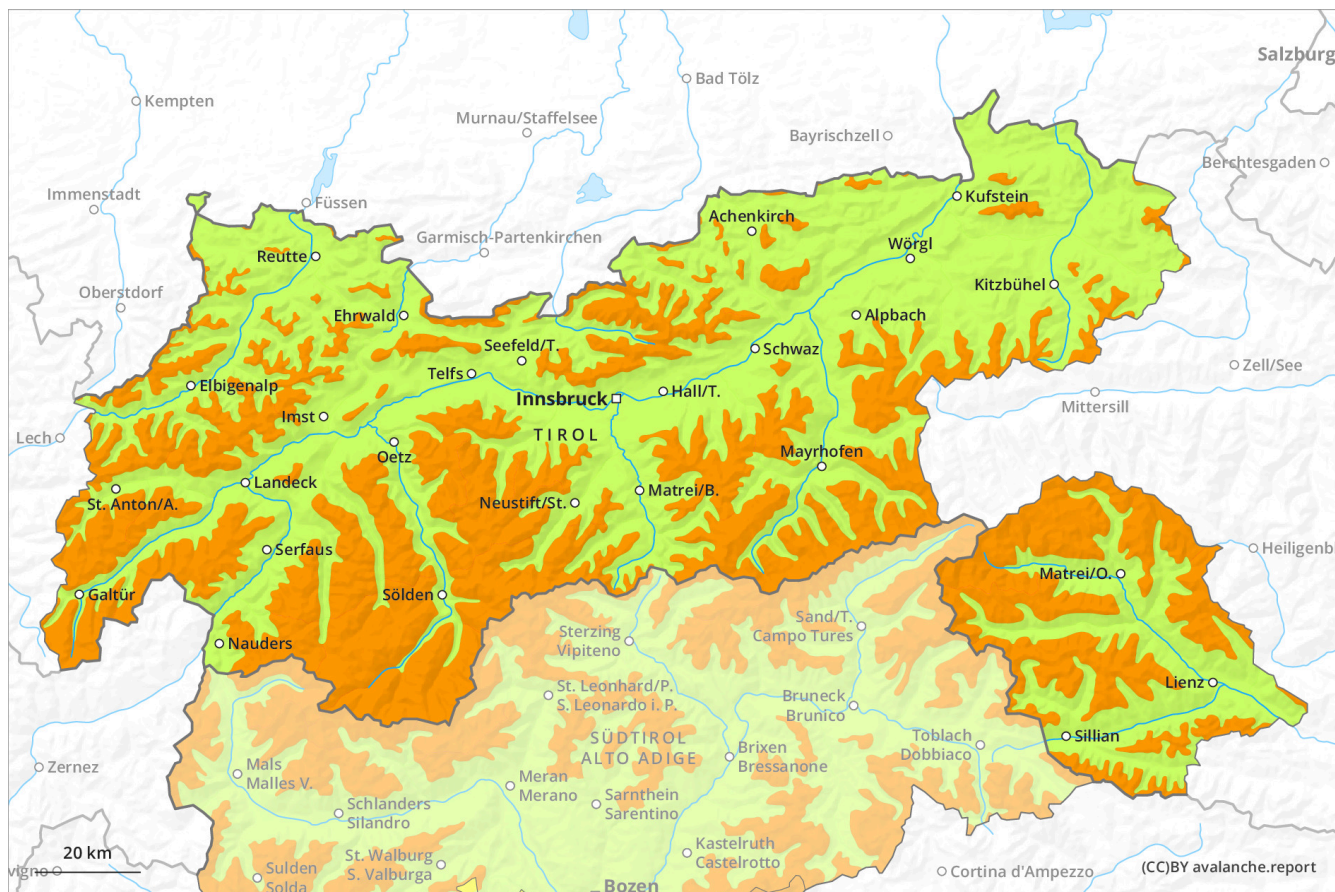 Salzburg
Bad Tölz
Kempten
Murnau/Staffelsee
Bayrischzell
Berchtesgaden
Immenstadt
Füssen
Kufstein
Achenkirch
Garmisch-Partenkirchen
Wörgl
Reutte
Kitzbühel
Oberstdorf
Ehrwald
Alpbach
Seefeld/T.
Schwaz
Zell/See
Telfs
Elbigenalp
Hall/T.
Innsbruck
Mittersill
Imst
Lech
TIROL
Oetz
Mayrhofen
Landeck
Matrei/B.
St. Anton/A.
Neustift/St.
Serfaus
Heiligenb
Matrei/O.
Galtür
Sölden
Sand/T.
Campo Tures
Sterzing
Vipiteno
Nauders
Lienz
St. Leonhard/P.
S. Leonardo i. P.
Bruneck
Brunico
SÜDTIROL
ALTO ADIGE
Toblach
Dobbiaco
Sillian
Brixen
Bressanone
Zernez
Mals
Malles V.
Meran
Merano
Sarnthein
Sarentino
Schlanders
Silandro
Kastelruth
Castelrotto
20 km
St. Walburg
S. Valburga
vigno
Sulden
Solda
Bozen
Cortina d'Ampezzo
(CC)BY avalanche.report